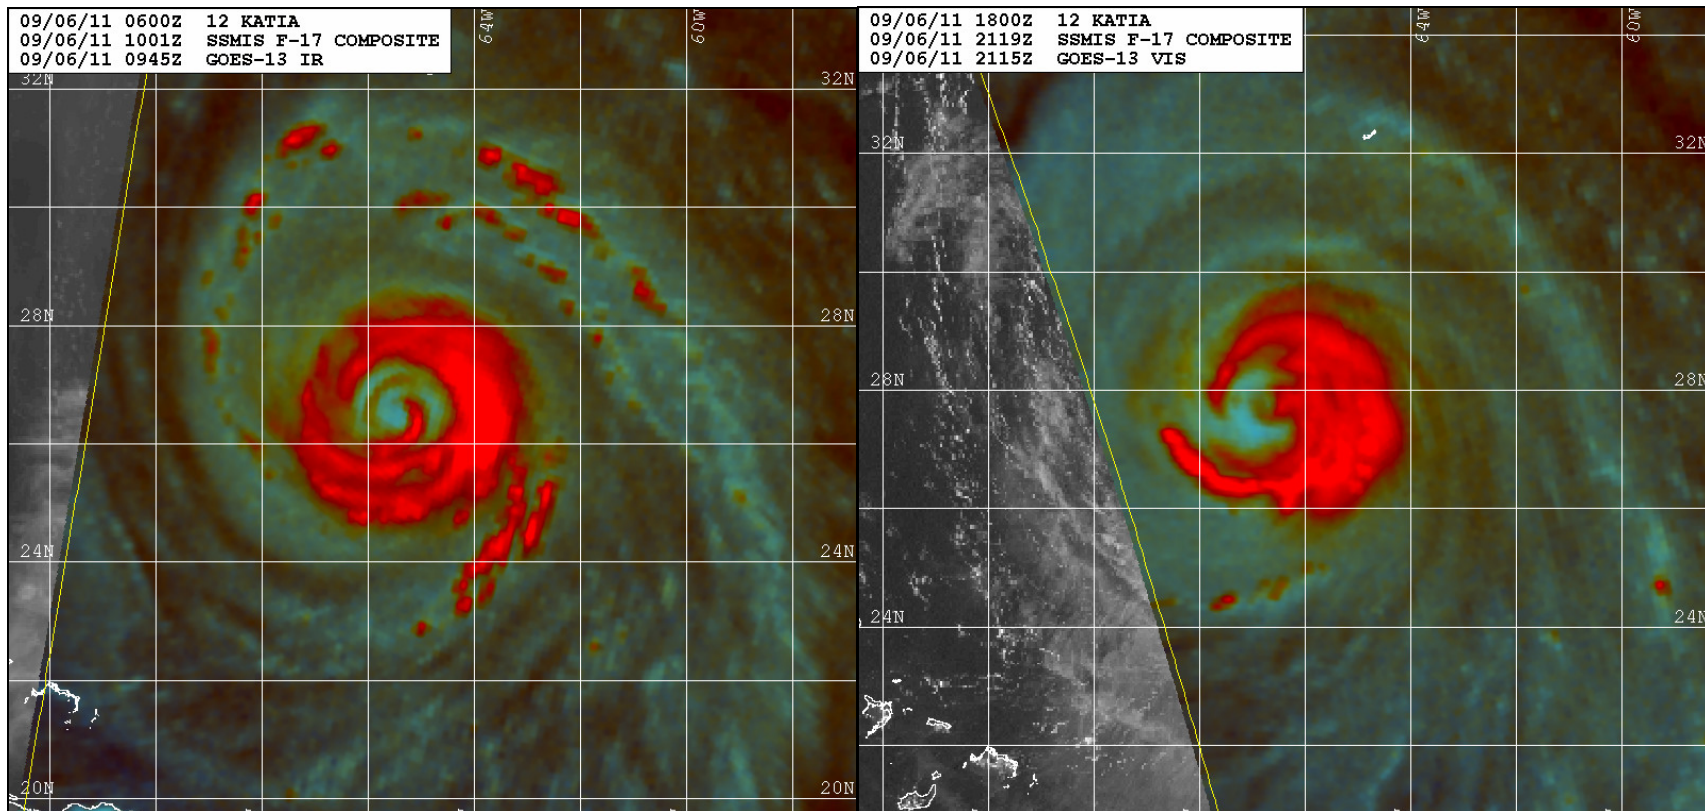 09/06/11 0600Z 12 KATIA
09/06/11 1001Z SSMIS F-17 COMPOSITE
09/06/11 0945Z GOES-13 IR
64W
60W
32N
32N
28N
28N
24N
24N
20N
20N
09/06/11 1800Z 12 KATIA
09/06/11 2119Z SSMIS F-17 COMPOSITE
09/06/11 2115Z GOES-13 VIS
64W
60W
32N
32N
28N
28N
24N
24N